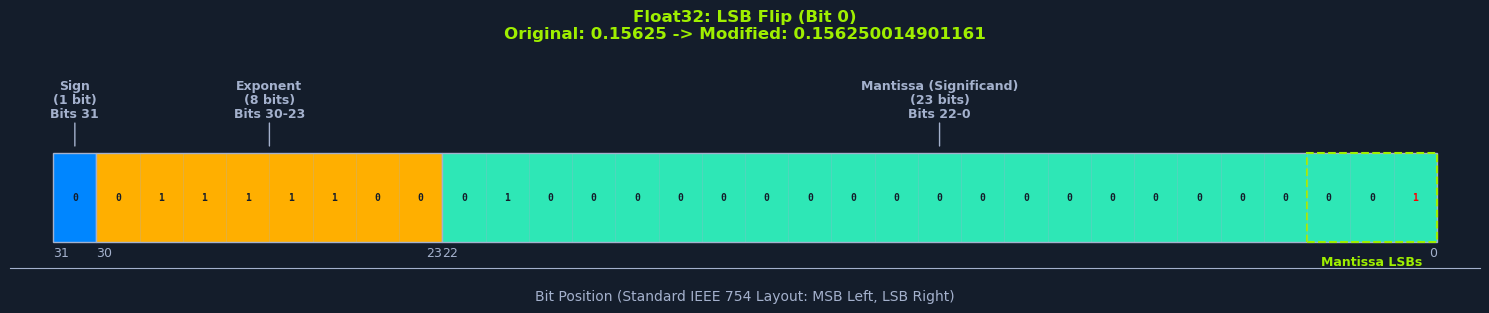 Float32: LSB Flip (Bit 0)
Original: 0.15625 -> Modified: 0.156250014901161
Sign
(1 bit)
Bits 31
Exponent
(8 bits)
Bits 30-23
Mantissa (Significand)
(23 bits)
Bits 22-0
0 0 1 1 1 1 1 0 0 0 1 0 0 0 0 0 0 0 0 0 0 0 0 0 0 0 0 0 0 0 0 1
31 30 23 22 0
Mantissa LSBs
Bit Position (Standard IEEE 754 Layout: MSB Left, LSB Right)